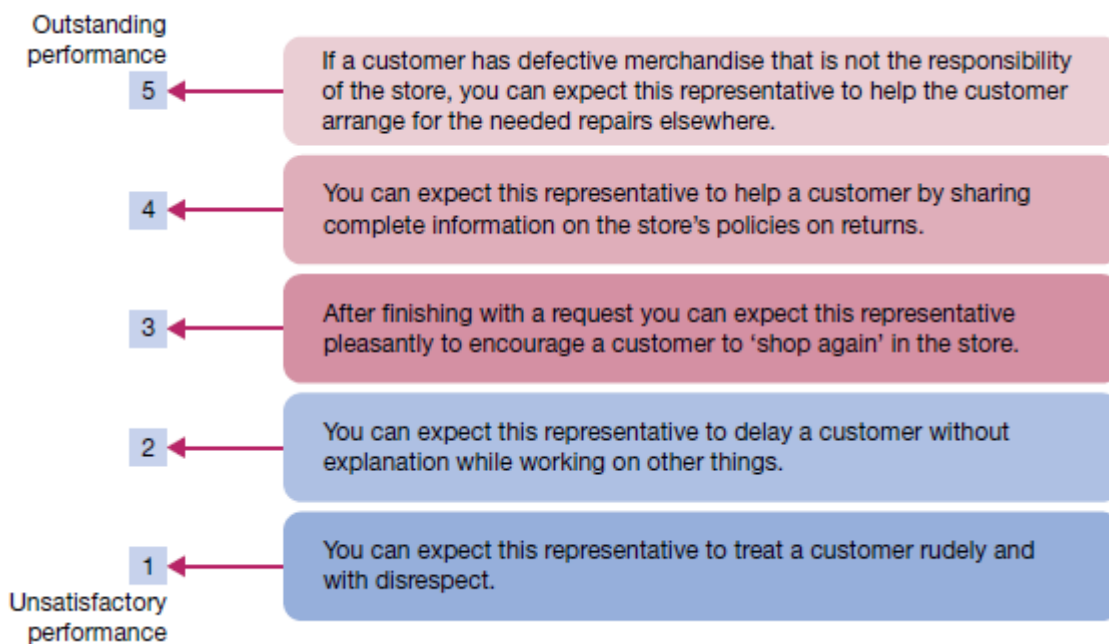 Outstanding
performance
5
If a customer has defective merchandise that is not the responsibility
of the store, you can expect this representative to help the customer
arrange for the needed repairs elsewhere.
4
You can expect this representative to help a customer by sharing
complete information on the store's policies on returns.
3
After finishing with a request you can expect this representative
pleasantly to encourage a customer to ‘shop again’ in the store.
2
You can expect this representative to delay a customer without
explanation while working on other things.
1
You can expect this representative to treat a customer rudely and
with disrespect.
Unsatisfactory
performance